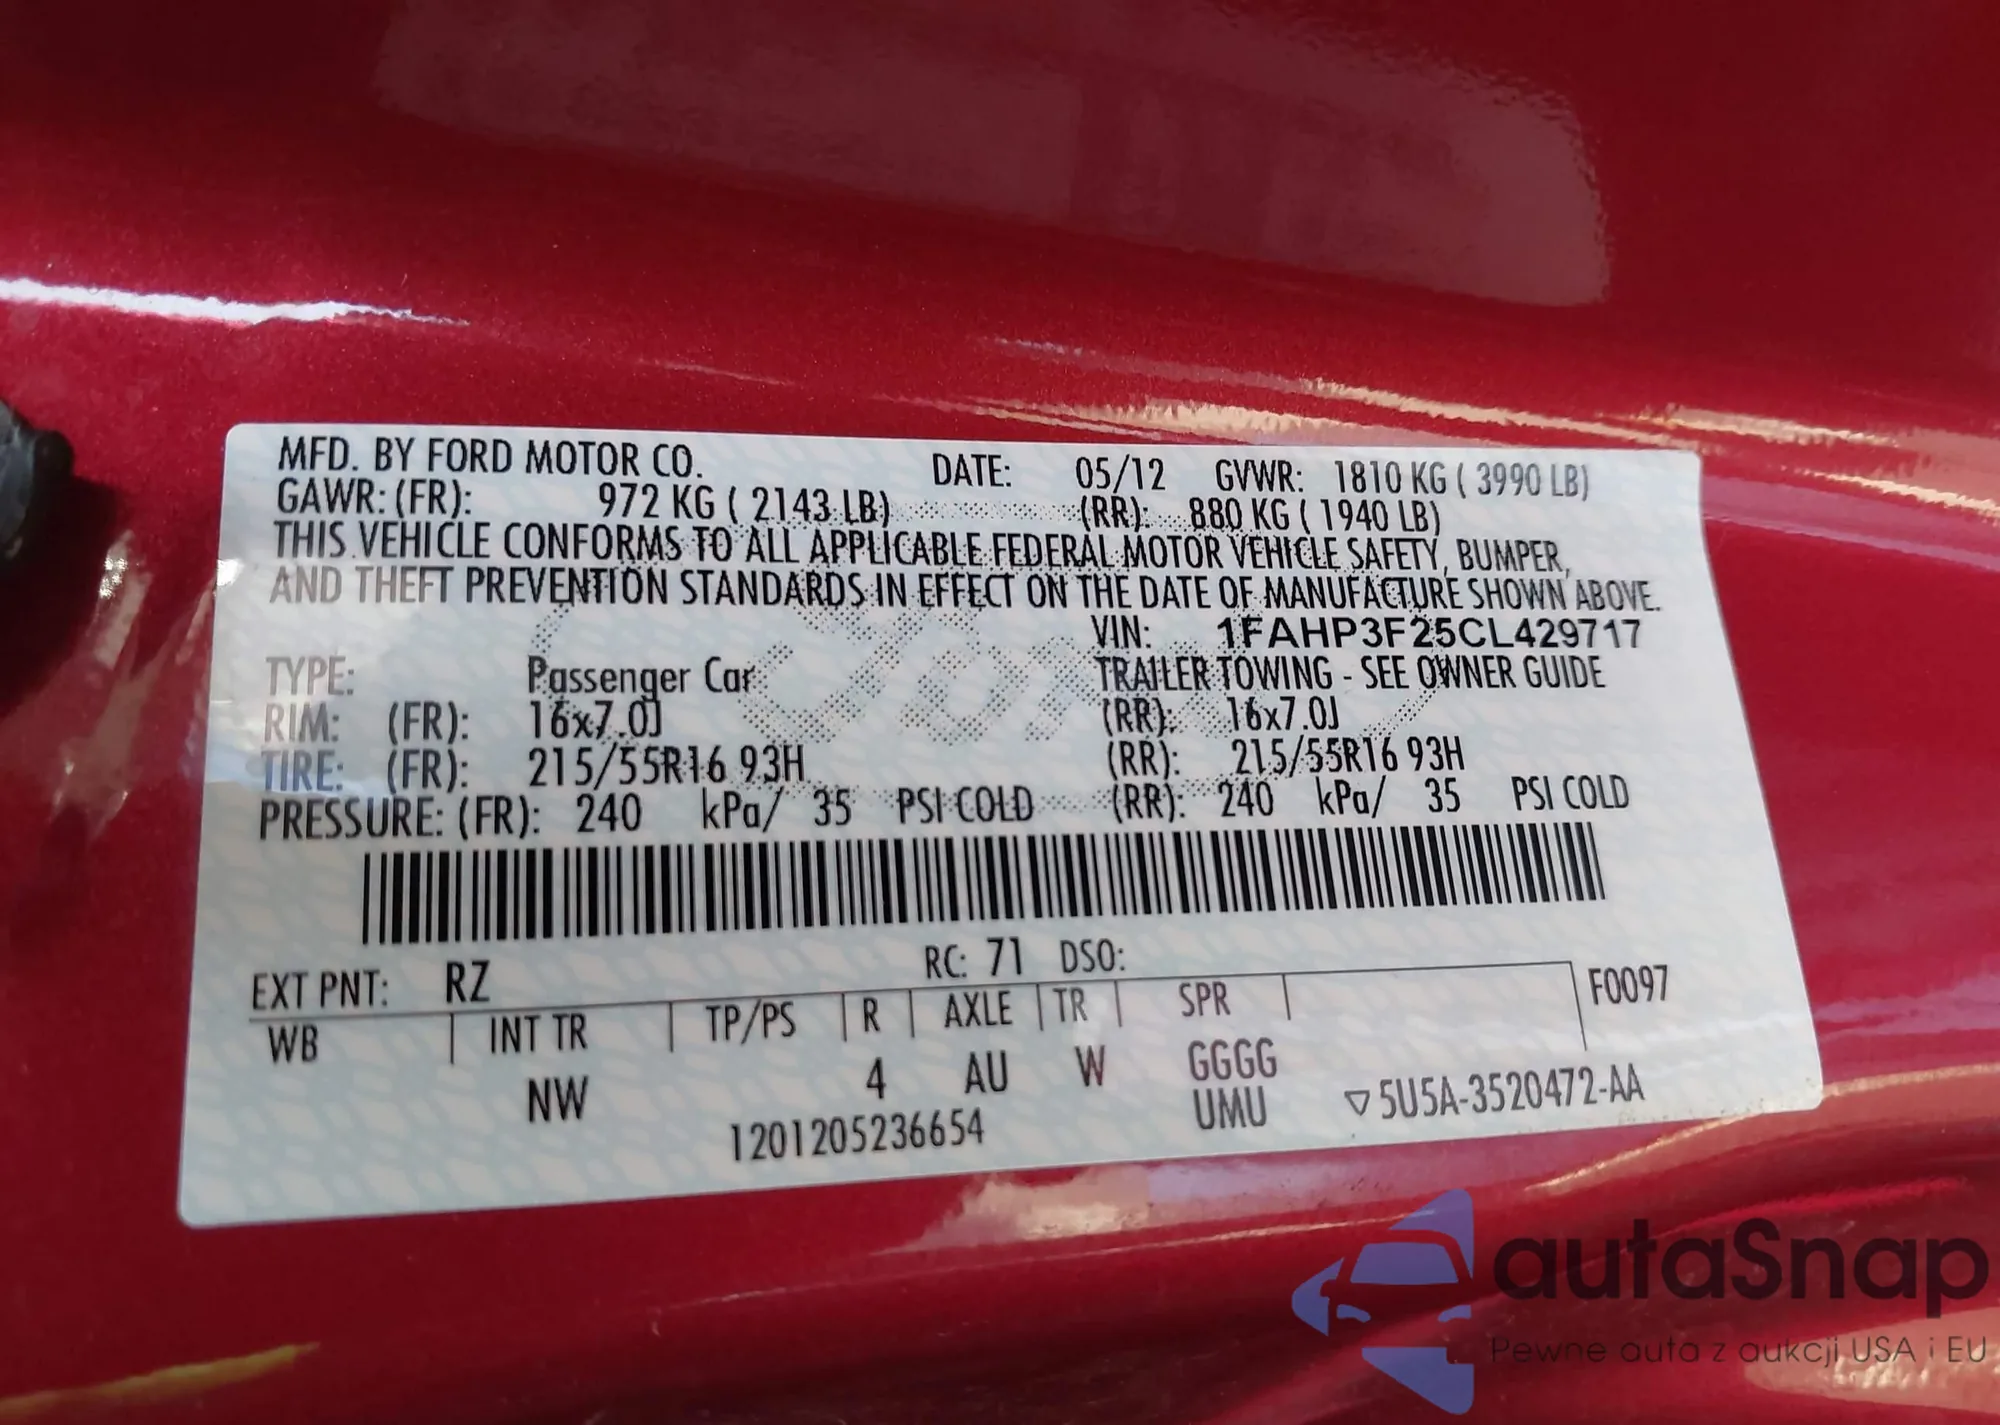 MFD. BY FORD MOTOR CO. DATE: 05/12 GVWR: 1810 KG ( 3990 LB)
GAWR: (FR): 972 KG ( 2143 LB) (RR): 880 KG ( 1940 LB)
THIS VEHICLE CONFORMS TO ALL APPLICABLE FEDERAL MOTOR VEHICLE SAFETY, BUMPER,
AND THEFT PREVENTION STANDARDS IN EFFECT ON THE DATE OF MANUFACTURE SHOWN ABOVE.
VIN: 1FAHP3F25CL429717
TYPE: Passenger Car TRAILER TOWING - SEE OWNER GUIDE
RIM: (FR): 16x7.0J (RR): 16x7.0J
TIRE: (FR): 215/55R16 93H (RR): 215/55R16 93H
PRESSURE: (FR): 240 kPa/ 35 PSI COLD (RR): 240 kPa/ 35 PSI COLD
EXT PNT: RZ RC: 71 DSO: F0097
WB INT TR TP/PS R AXLE TR SPR
NW 4 AU W GGGG
1201205236654 UMU ▽5U5A-3520472-AA
Ford
autaSnap
Pewne auta z aukcji USA i EU